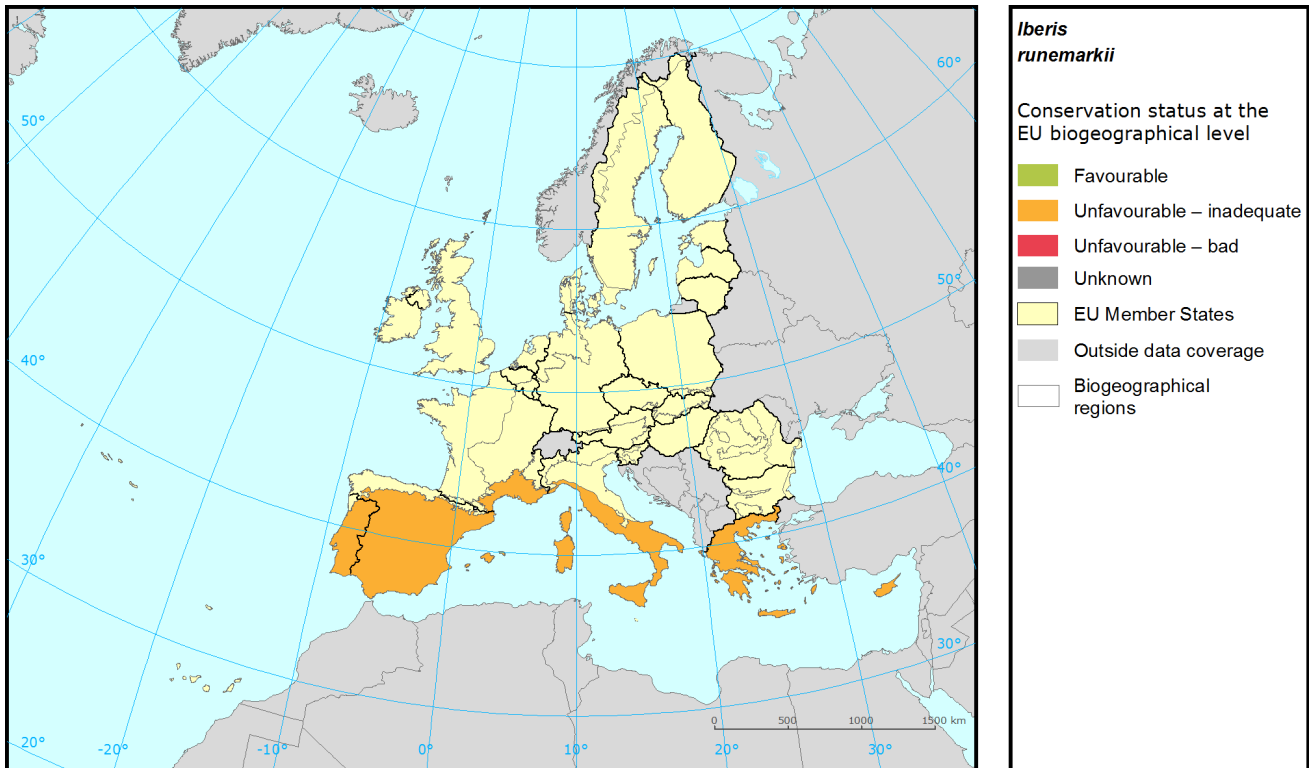 60°
50°
50°
40°
40°
30°
30°
20°
-20°
-10°
0°
10°
20°
30°
0
500
1000
1500 km
Iberis
runemarkii
Conservation status at the
EU biogeographical level
Favourable
Unfavourable – inadequate
Unfavourable – bad
Unknown
EU Member States
Outside data coverage
Biogeographical
regions